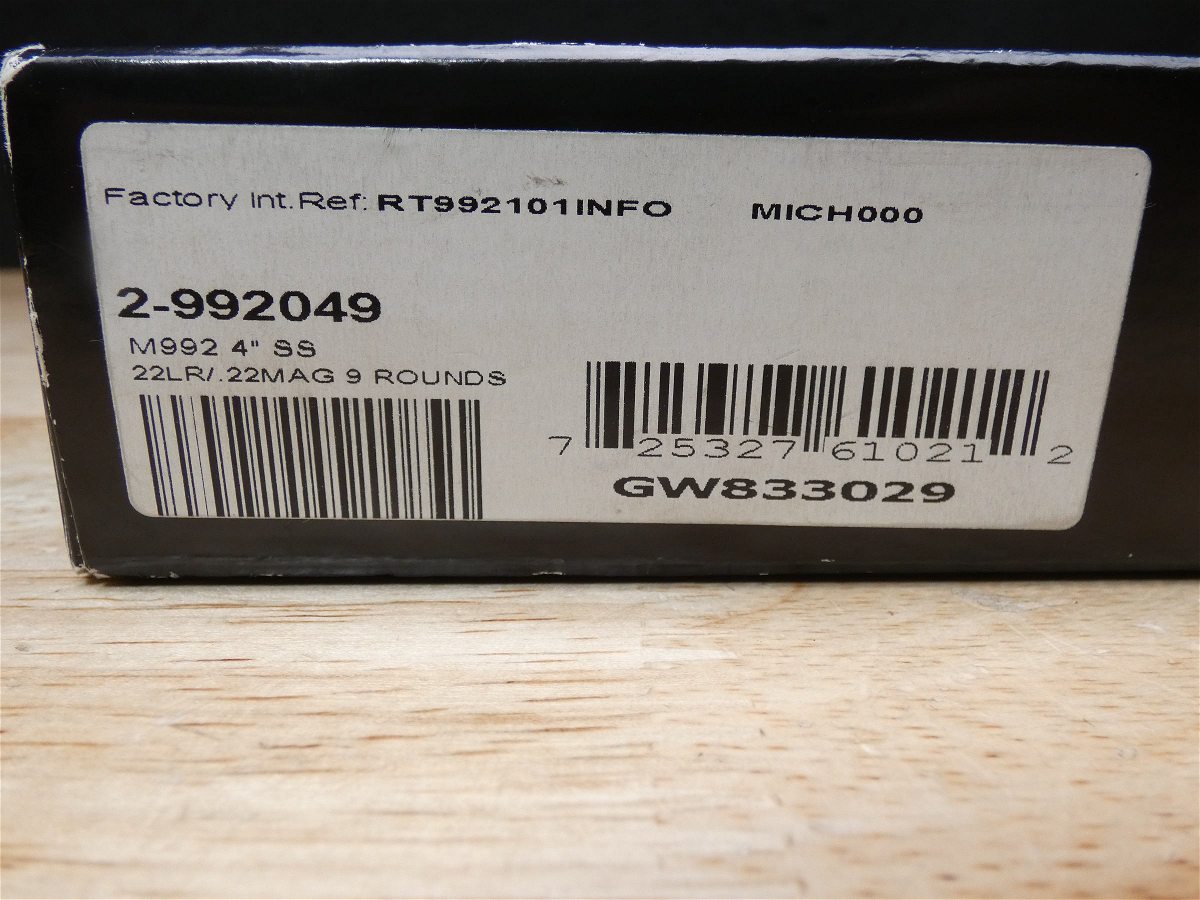 Factory Int. Ref: RT992101INFO MICH000
2-992049
M992 4" SS
22LR/.22MAG 9 ROUNDS
7 25327 61021 2
GW833029